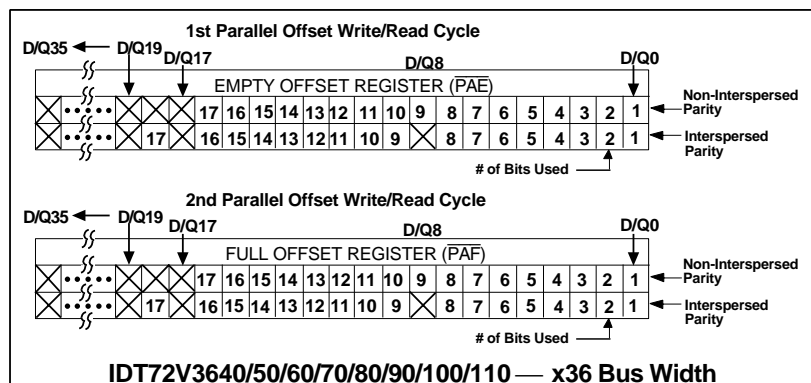 1st Parallel Offset Write/Read Cycle
D/Q35 D/Q19 D/Q17 D/Q8 D/Q0
EMPTY OFFSET REGISTER (PAE)
17 16 15 14 13 12 11 10 9 8 7 6 5 4 3 2 1 Non-Interspersed Parity
17 16 15 14 13 12 11 10 9 8 7 6 5 4 3 2 1 Interspersed Parity
# of Bits Used
2nd Parallel Offset Write/Read Cycle
D/Q35 D/Q19 D/Q17 D/Q8 D/Q0
FULL OFFSET REGISTER (PAF)
17 16 15 14 13 12 11 10 9 8 7 6 5 4 3 2 1 Non-Interspersed Parity
17 16 15 14 13 12 11 10 9 8 7 6 5 4 3 2 1 Interspersed Parity
# of Bits Used
IDT72V3640/50/60/70/80/90/100/110 — x36 Bus Width